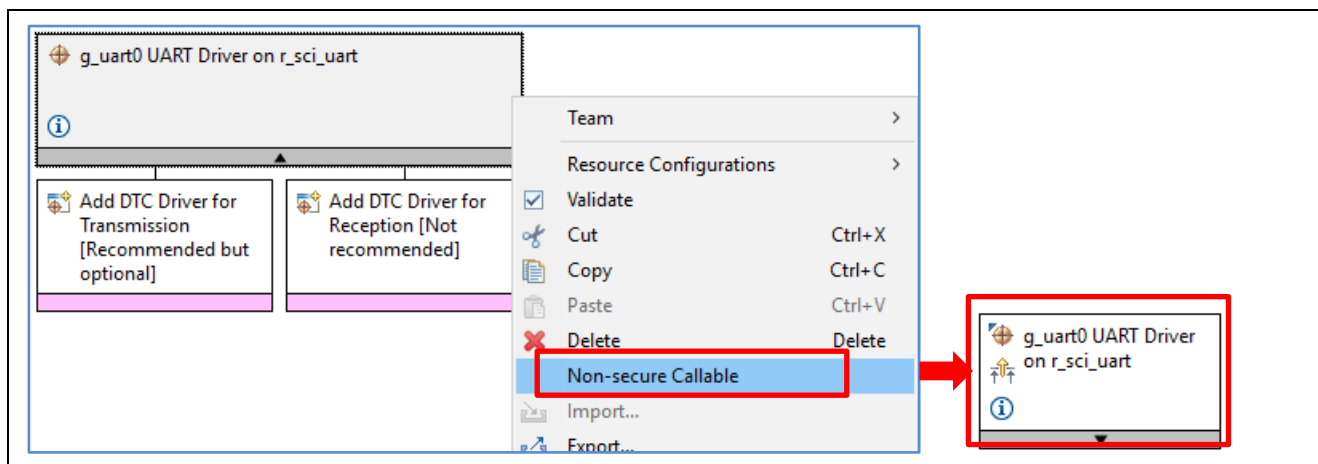 g_uart0 UART Driver on r_sci_uart
Add DTC Driver for
Transmission
[Recommended but
optional]
Add DTC Driver for
Reception [Not
recommended]
Team
Resource Configurations
Validate
Cut Ctrl+X
Copy Ctrl+C
Paste Ctrl+V
Delete Delete
Non-secure Callable
Import...
Export...
g_uart0 UART Driver
on r_sci_uart